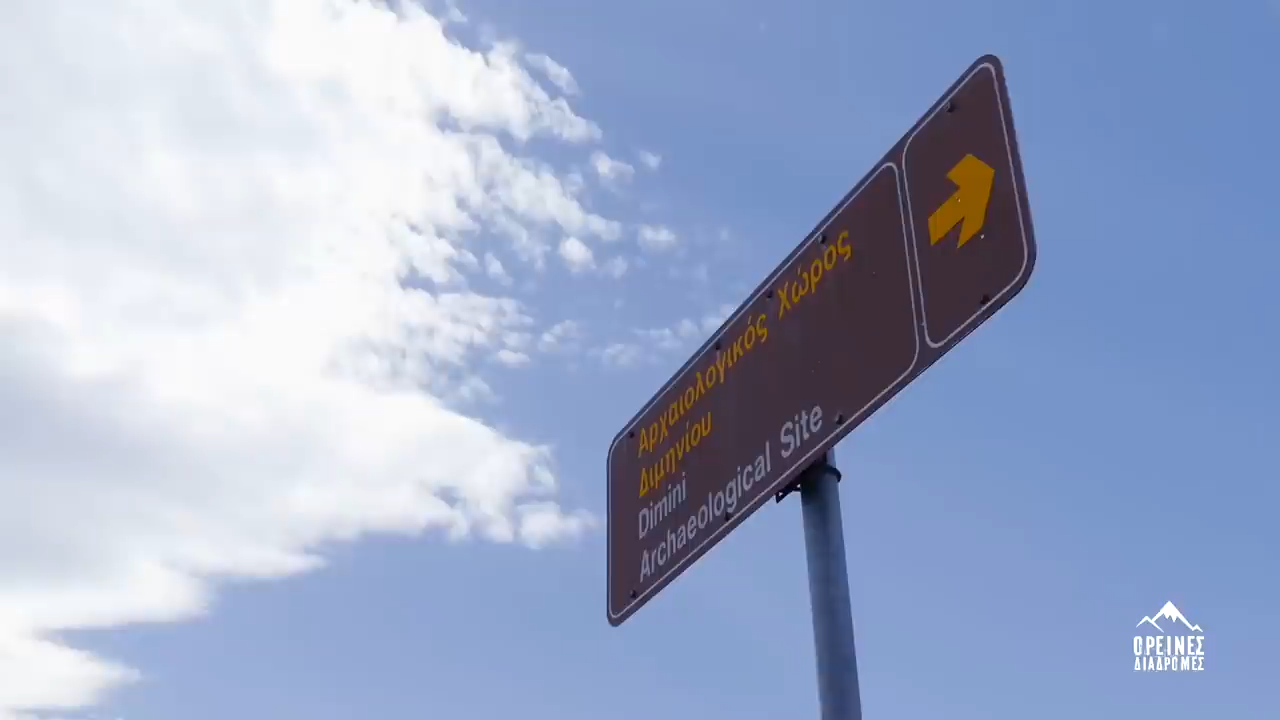 Αρχαιολογικός Χώρος
Διμηνίου
Dimini
Archaeological Site
ΟΡΕΙΝΕΣ
ΔΙΑΔΡΟΜΕΣ